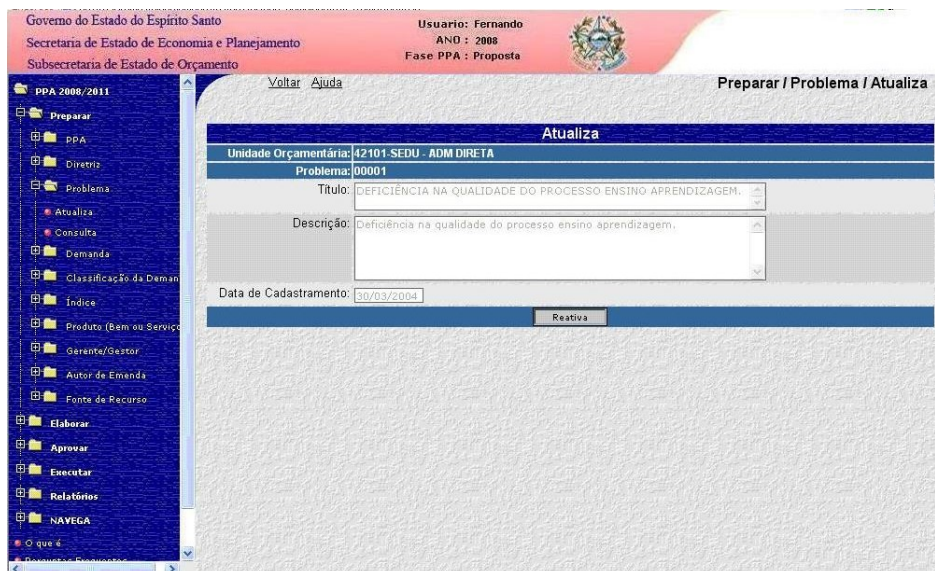 Governo do Estado do Espírito Santo
Secretaria de Estado de Economia e Planejamento
Subsecretaria de Estado de Orçamento
Usuario: Fernando
ANO : 2008
Fase PPA : Proposta
PPA 2008/2011
Preparar
PPA
Diretriz
Problema
Atualiza
Consulta
Demanda
Classificação da Deman
Índice
Produto (Bem ou Serviço
Gerente/Gestor
Autor de Emenda
Fonte de Recurso
Elaborar
Aprovar
Executar
Relatórios
NAVEGA
O que é
Perguntas Frequentes
Voltar Ajuda
Preparar / Problema / Atualiza
Atualiza
Unidade Orçamentária: 42101-SEDU - ADM DIRETA
Problema: 00001
Título: DEFICIÊNCIA NA QUALIDADE DO PROCESSO ENSINO APRENDIZAGEM.
Descrição: Deficiência na qualidade do processo ensino aprendizagem.
Data de Cadastramento: 30/03/2004
Reativa